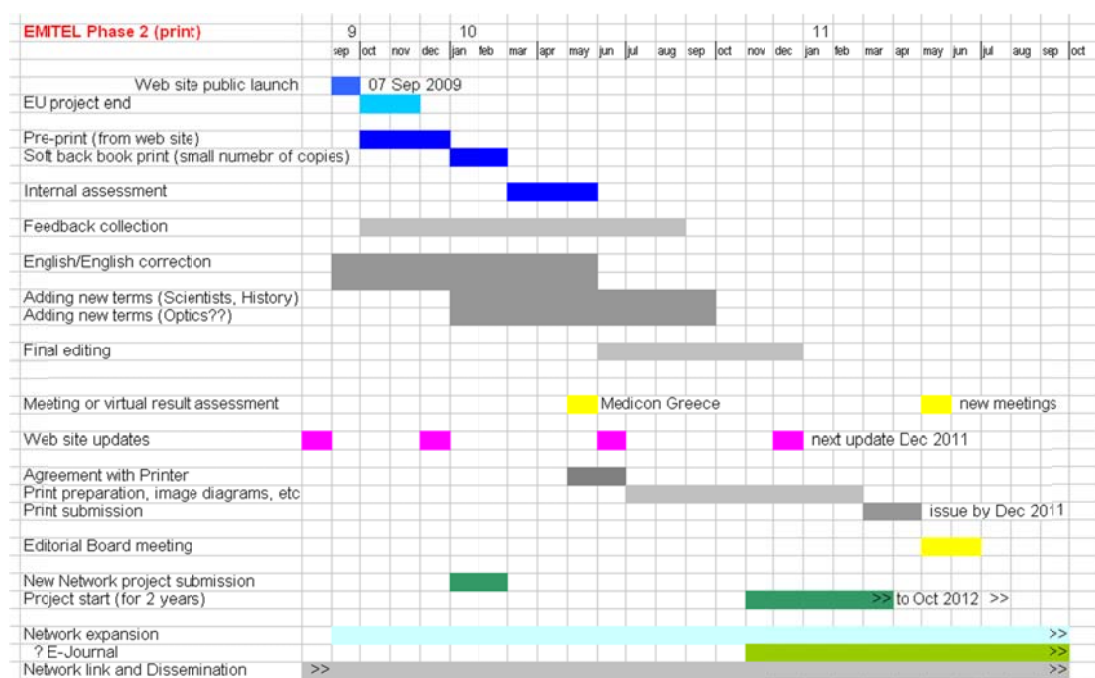 EMITEL Phase 2 (print) 9 10 11
sep oct nov dec jan feb mar apr may jun jul aug sep oct nov dec jan feb mar apr may jun jul aug sep oct
Web site public launch 07 Sep 2009
EU project end
Pre-print (from web site)
Soft back book print (small numebr of copies)
Internal assessment
Feedback collection
English/English correction
Adding new terms (Scientists, History)
Adding new terms (Optics??)
Final editing
Meeting or virtual result assessment Medicon Greece new meetings
Web site updates next update Dec 2011
Agreement with Printer
Print preparation, image diagrams, etc
Print submission issue by Dec 2011
Editorial Board meeting
New Network project submission
Project start (for 2 years) >> to Oct 2012 >>
Network expansion >>
? E-Journal >>
Network link and Dissemination >> >>